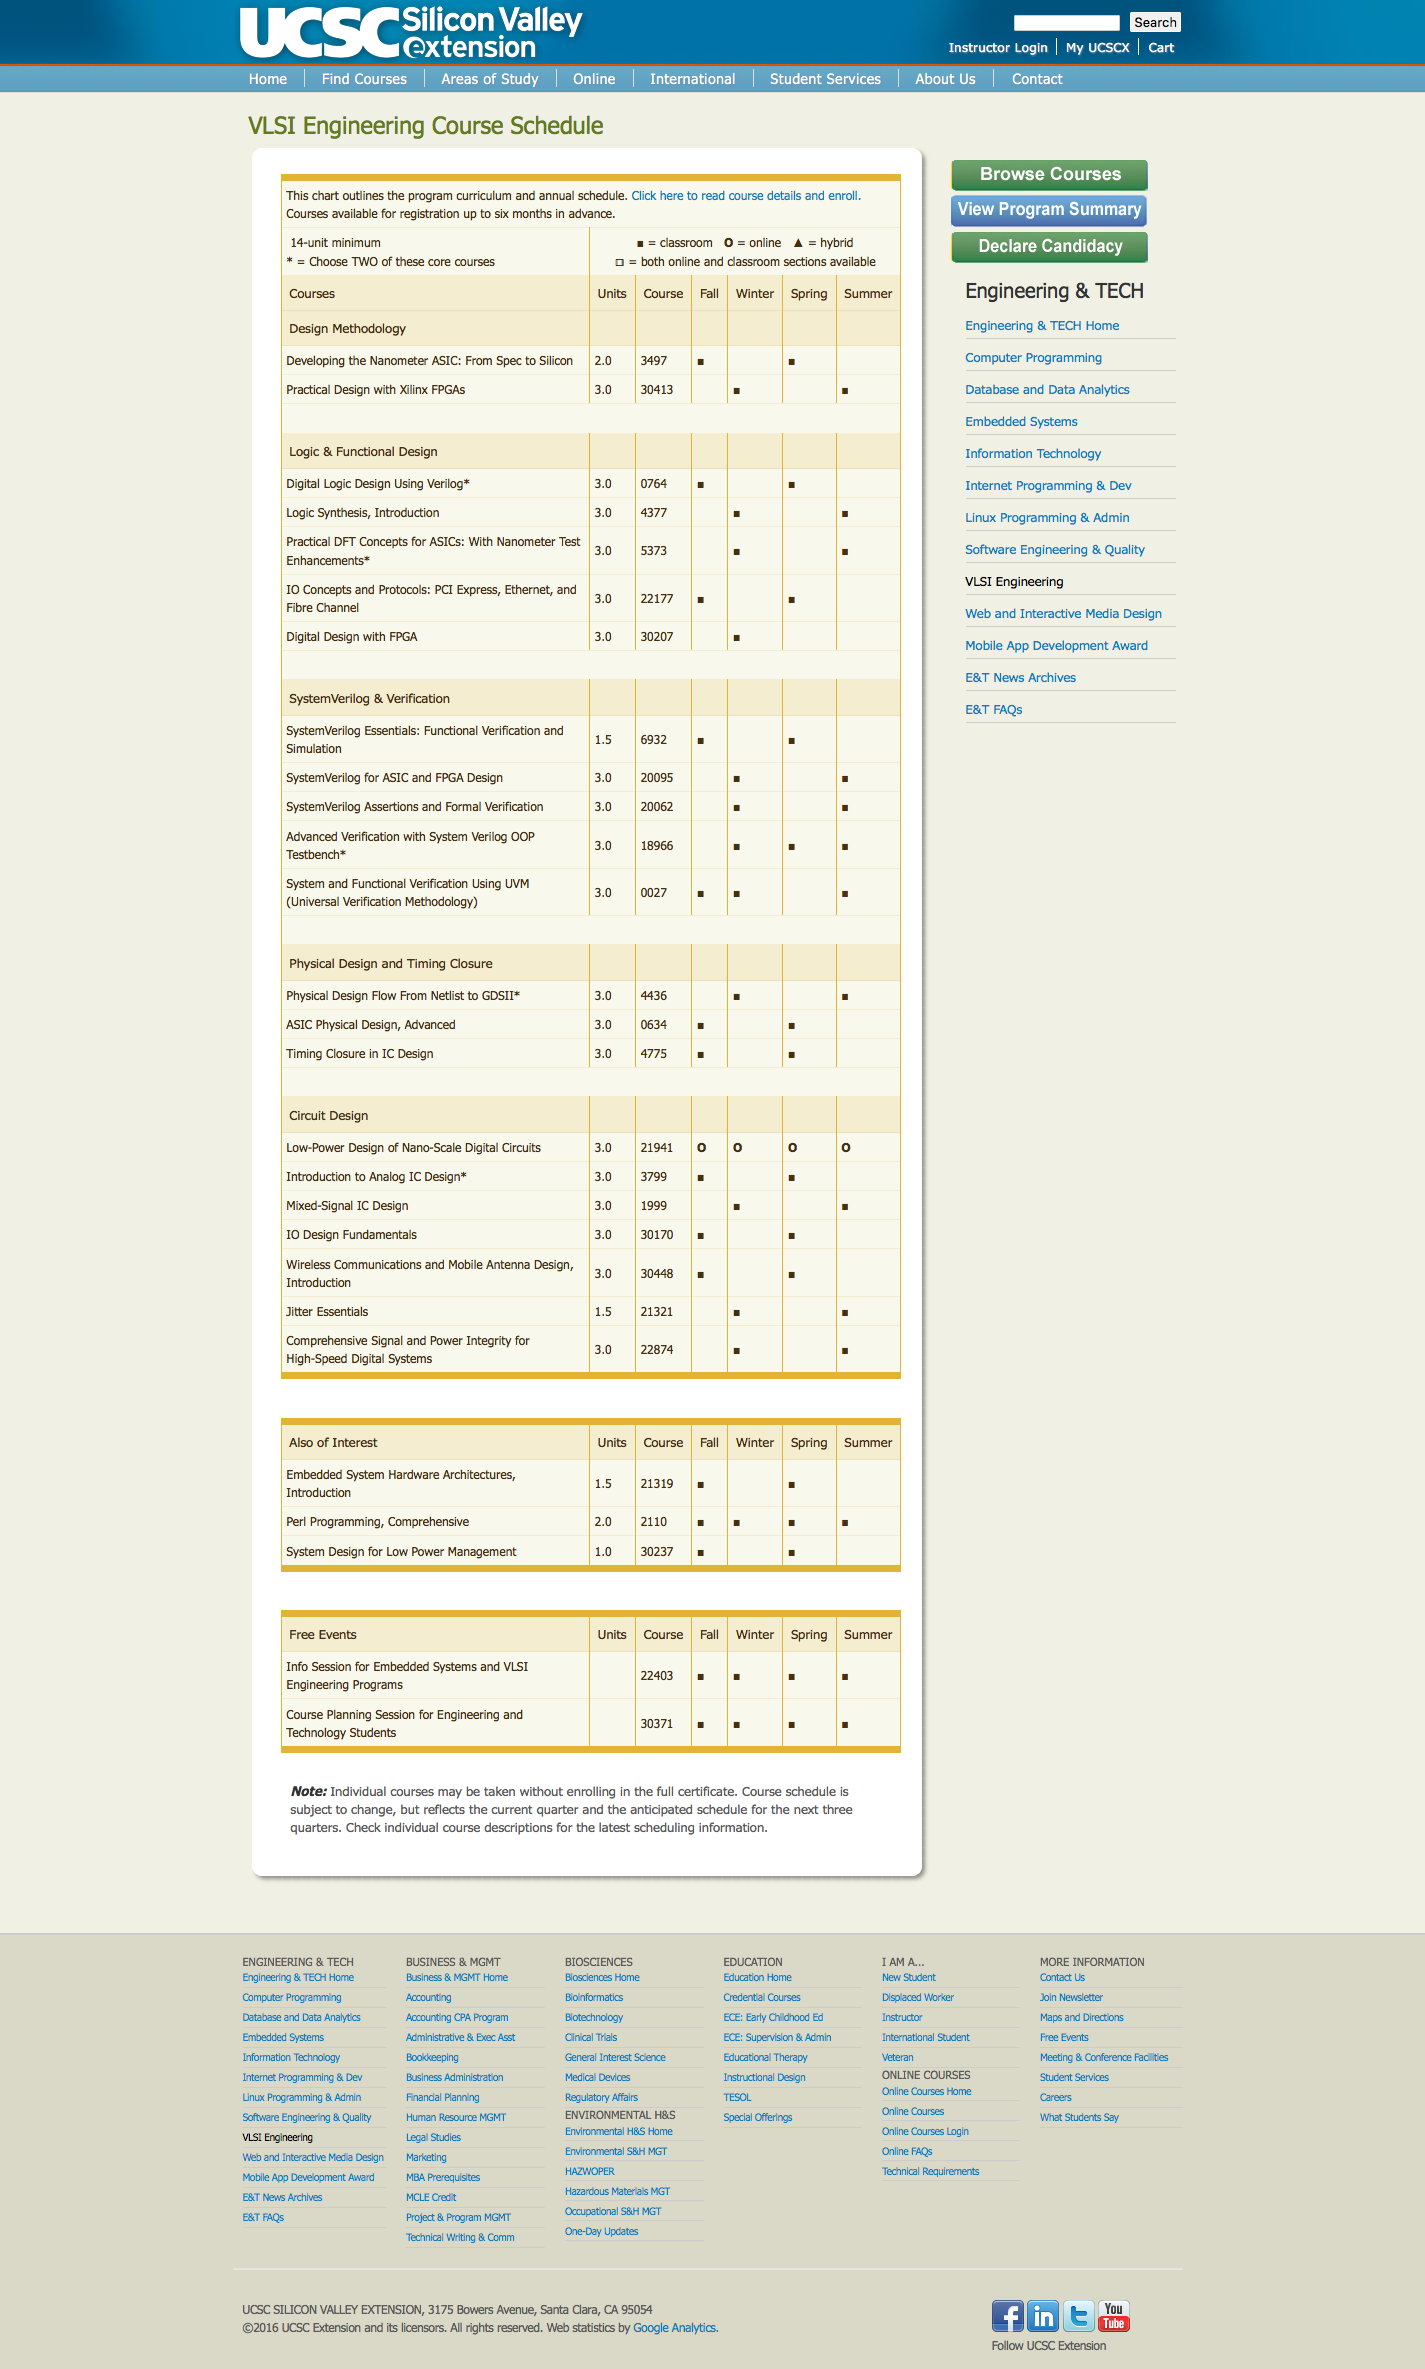 UCSC Silicon Valley
extension
Search
Instructor Login My UCSCX Cart
Home Find Courses Areas of Study Online International Student Services About Us Contact
VLSI Engineering Course Schedule
This chart outlines the program curriculum and annual schedule. Click here to read course details and enroll.
Courses available for registration up to six months in advance.
14-unit minimum
* = Choose TWO of these core courses
■ = classroom O = online ▲ = hybrid
◘ = both online and classroom sections available
Courses Units Course Fall Winter Spring Summer
Design Methodology
Developing the Nanometer ASIC: From Spec to Silicon 2.0 3497 ■ ■
Practical Design with Xilinx FPGAs 3.0 30413 ■ ■
Logic & Functional Design
Digital Logic Design Using Verilog* 3.0 0764 ■ ■
Logic Synthesis, Introduction 3.0 4377 ■ ■
Practical DFT Concepts for ASICs: With Nanometer Test
Enhancements* 3.0 5373 ■ ■
IO Concepts and Protocols: PCI Express, Ethernet, and
Fibre Channel 3.0 22177 ■ ■
Digital Design with FPGA 3.0 30207 ■
SystemVerilog & Verification
SystemVerilog Essentials: Functional Verification and
Simulation 1.5 6932 ■ ■
SystemVerilog for ASIC and FPGA Design 3.0 20095 ■ ■
SystemVerilog Assertions and Formal Verification 3.0 20062 ■ ■
Advanced Verification with System Verilog OOP
Testbench* 3.0 18966 ■ ■ ■
System and Functional Verification Using UVM
(Universal Verification Methodology) 3.0 0027 ■ ■ ■
Physical Design and Timing Closure
Physical Design Flow From Netlist to GDSII* 3.0 4436 ■ ■
ASIC Physical Design, Advanced 3.0 0634 ■ ■
Timing Closure in IC Design 3.0 4775 ■ ■
Circuit Design
Low-Power Design of Nano-Scale Digital Circuits 3.0 21941 O O O O
Introduction to Analog IC Design* 3.0 3799 ■ ■
Mixed-Signal IC Design 3.0 1999 ■ ■
IO Design Fundamentals 3.0 30170 ■ ■
Wireless Communications and Mobile Antenna Design,
Introduction 3.0 30448 ■ ■
Jitter Essentials 1.5 21321 ■ ■
Comprehensive Signal and Power Integrity for
High-Speed Digital Systems 3.0 22874 ■ ■
Also of Interest Units Course Fall Winter Spring Summer
Embedded System Hardware Architectures,
Introduction 1.5 21319 ■ ■
Perl Programming, Comprehensive 2.0 2110 ■ ■ ■ ■
System Design for Low Power Management 1.0 30237 ■ ■
Free Events Units Course Fall Winter Spring Summer
Info Session for Embedded Systems and VLSI
Engineering Programs 22403 ■ ■ ■ ■
Course Planning Session for Engineering and
Technology Students 30371 ■ ■ ■ ■
Note: Individual courses may be taken without enrolling in the full certificate. Course schedule is
subject to change, but reflects the current quarter and the anticipated schedule for the next three
quarters. Check individual course descriptions for the latest scheduling information.
Browse Courses
View Program Summary
Declare Candidacy
Engineering & TECH
Engineering & TECH Home
Computer Programming
Database and Data Analytics
Embedded Systems
Information Technology
Internet Programming & Dev
Linux Programming & Admin
Software Engineering & Quality
VLSI Engineering
Web and Interactive Media Design
Mobile App Development Award
E&T News Archives
E&T FAQs
ENGINEERING & TECH
Engineering & TECH Home
Computer Programming
Database and Data Analytics
Embedded Systems
Information Technology
Internet Programming & Dev
Linux Programming & Admin
Software Engineering & Quality
VLSI Engineering
Web and Interactive Media Design
Mobile App Development Award
E&T News Archives
E&T FAQs
BUSINESS & MGMT
Business & MGMT Home
Accounting
Accounting CPA Program
Administrative & Exec Asst
Bookkeeping
Business Administration
Financial Planning
Human Resource MGMT
Legal Studies
Marketing
MBA Prerequisites
MCLE Credit
Project & Program MGMT
Technical Writing & Comm
BIOSCIENCES
Biosciences Home
Bioinformatics
Biotechnology
Clinical Trials
General Interest Science
Medical Devices
Regulatory Affairs
ENVIRONMENTAL H&S
Environmental H&S Home
Environmental S&H MGT
HAZWOPER
Hazardous Materials MGT
Occupational S&H MGT
One-Day Updates
EDUCATION
Education Home
Credential Courses
ECE: Early Childhood Ed
ECE: Supervision & Admin
Educational Therapy
Instructional Design
TESOL
Special Offerings
I AM A...
New Student
Displaced Worker
Instructor
International Student
Veteran
ONLINE COURSES
Online Courses Home
Online Courses
Online Courses Login
Online FAQs
Technical Requirements
MORE INFORMATION
Contact Us
Join Newsletter
Maps and Directions
Free Events
Meeting & Conference Facilities
Student Services
Careers
What Students Say
UCSC SILICON VALLEY EXTENSION, 3175 Bowers Avenue, Santa Clara, CA 95054
©2016 UCSC Extension and its licensors. All rights reserved. Web statistics by Google Analytics.
f in t You Tube
Follow UCSC Extension